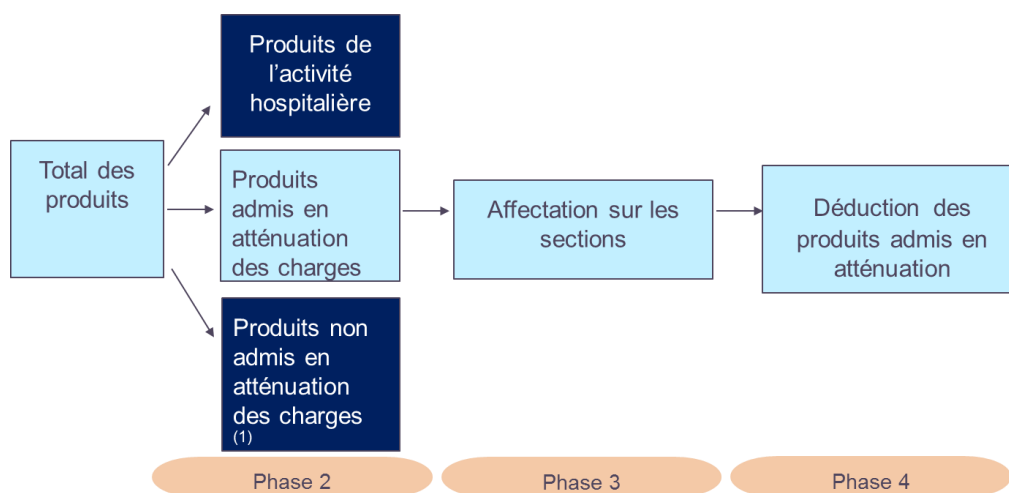 Produits de
l’activité
hospitalière
Total des
produits
Produits
admis en
atténuation
des charges
Affectation sur les
sections
Déduction des
produits admis en
atténuation
Produits non
admis en
atténuation
des charges
(1)
Phase 2
Phase 3
Phase 4